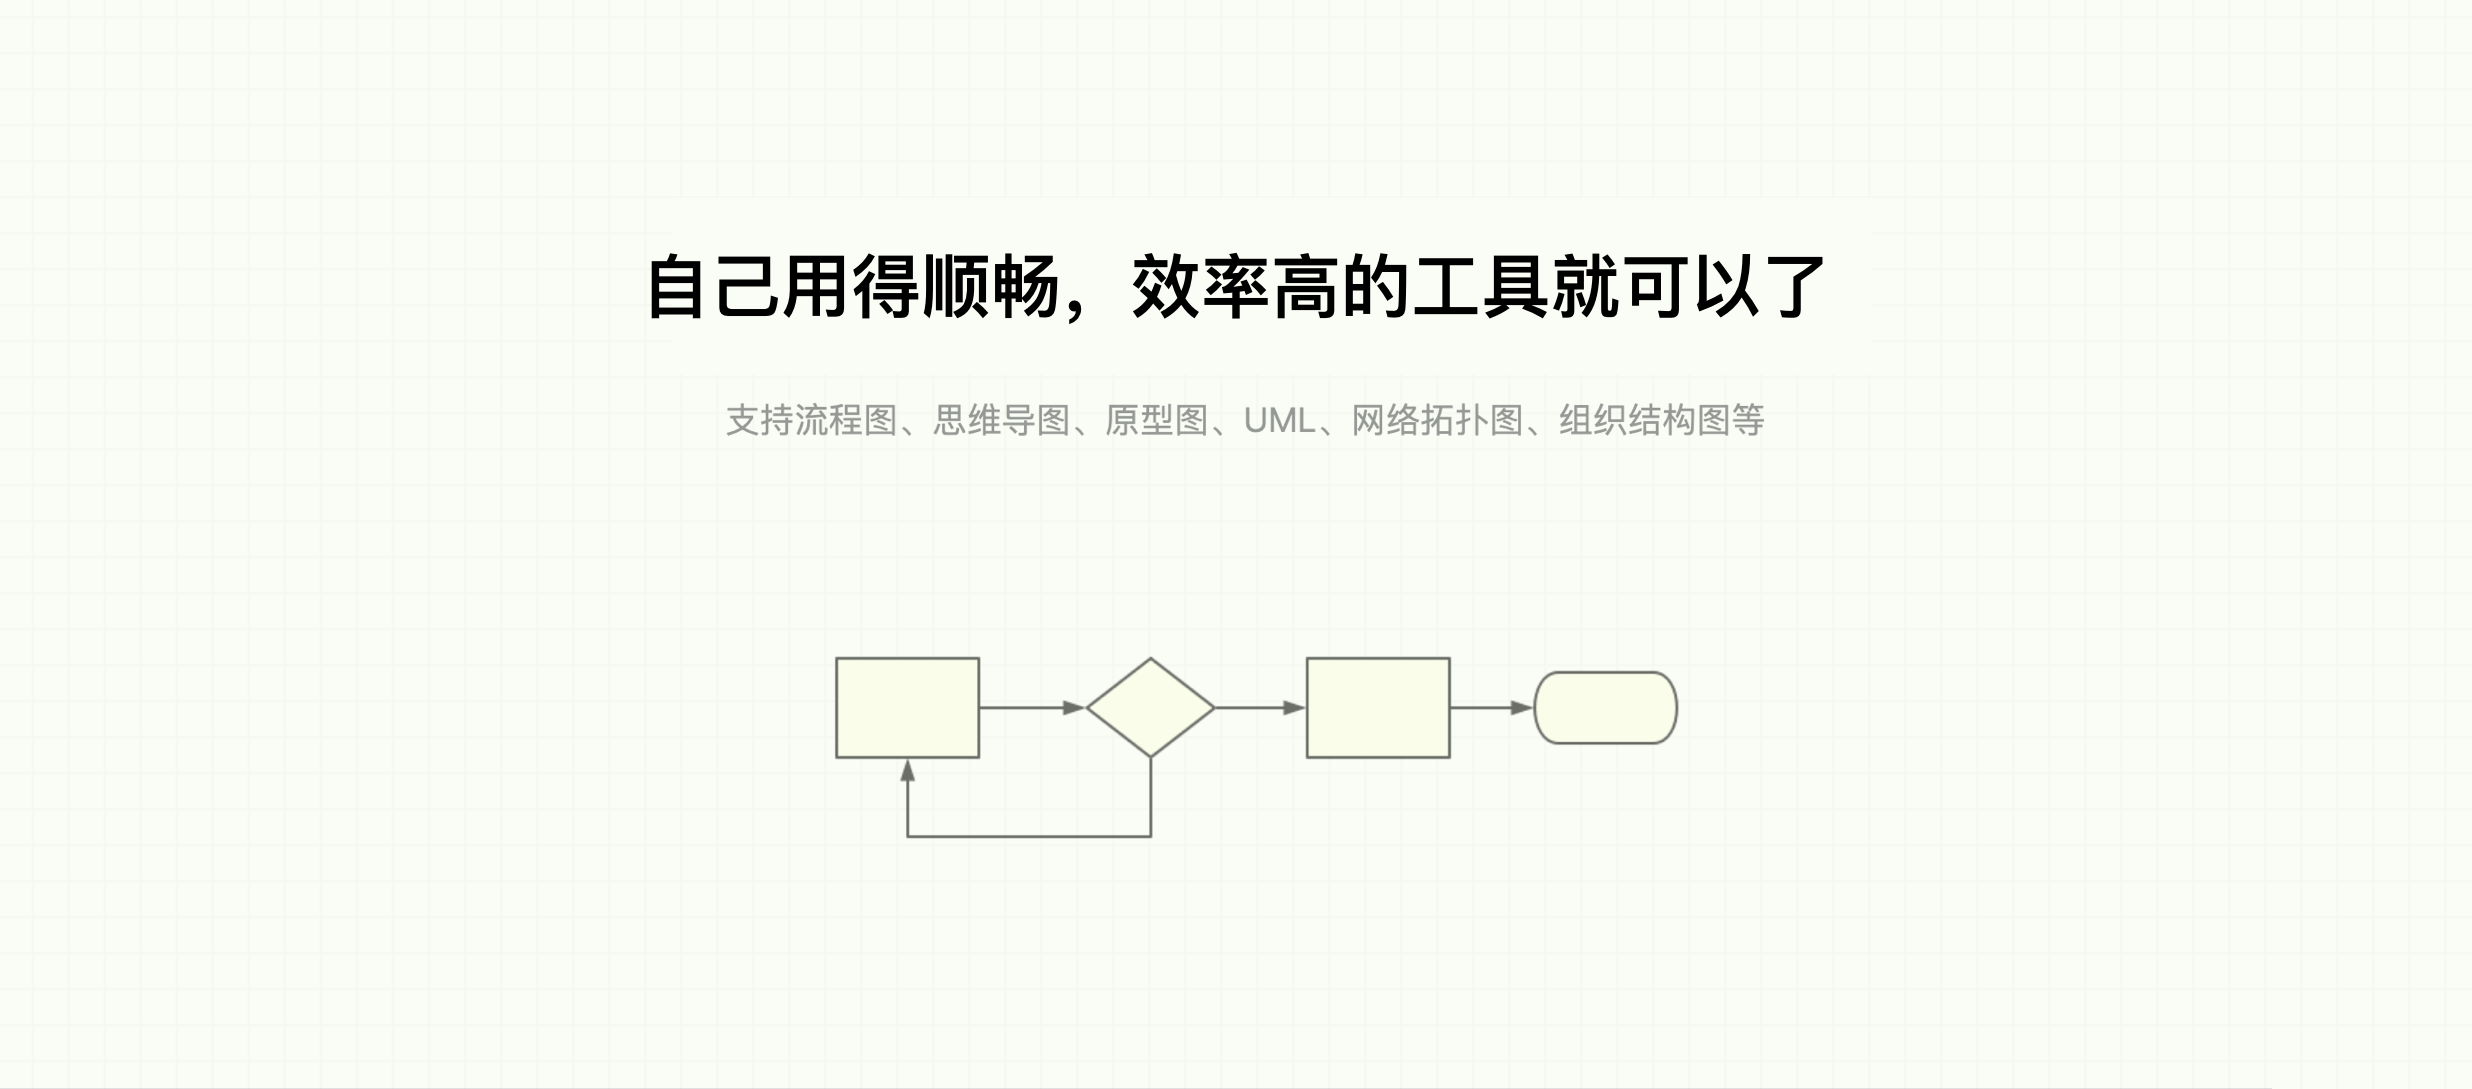 自己用得顺畅，效率高的工具就可以了
支持流程图、思维导图、原型图、UML、网络拓扑图、组织结构图等